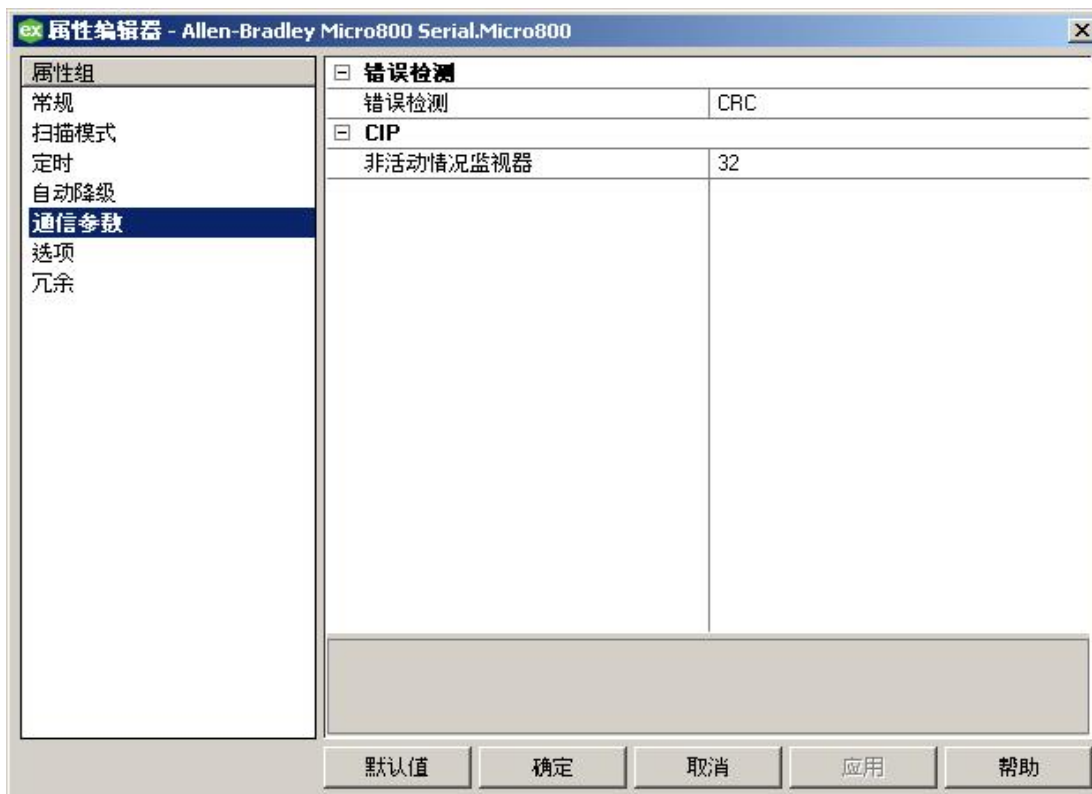 ex 属性编辑器 - Allen-Bradley Micro800 Serial.Micro800
属性组
常规
扫描模式
定时
自动降级
通信参数
选项
冗余
错误检测
错误检测 CRC
CIP
非活动情况监视器 32
默认值 确定 取消 应用 帮助